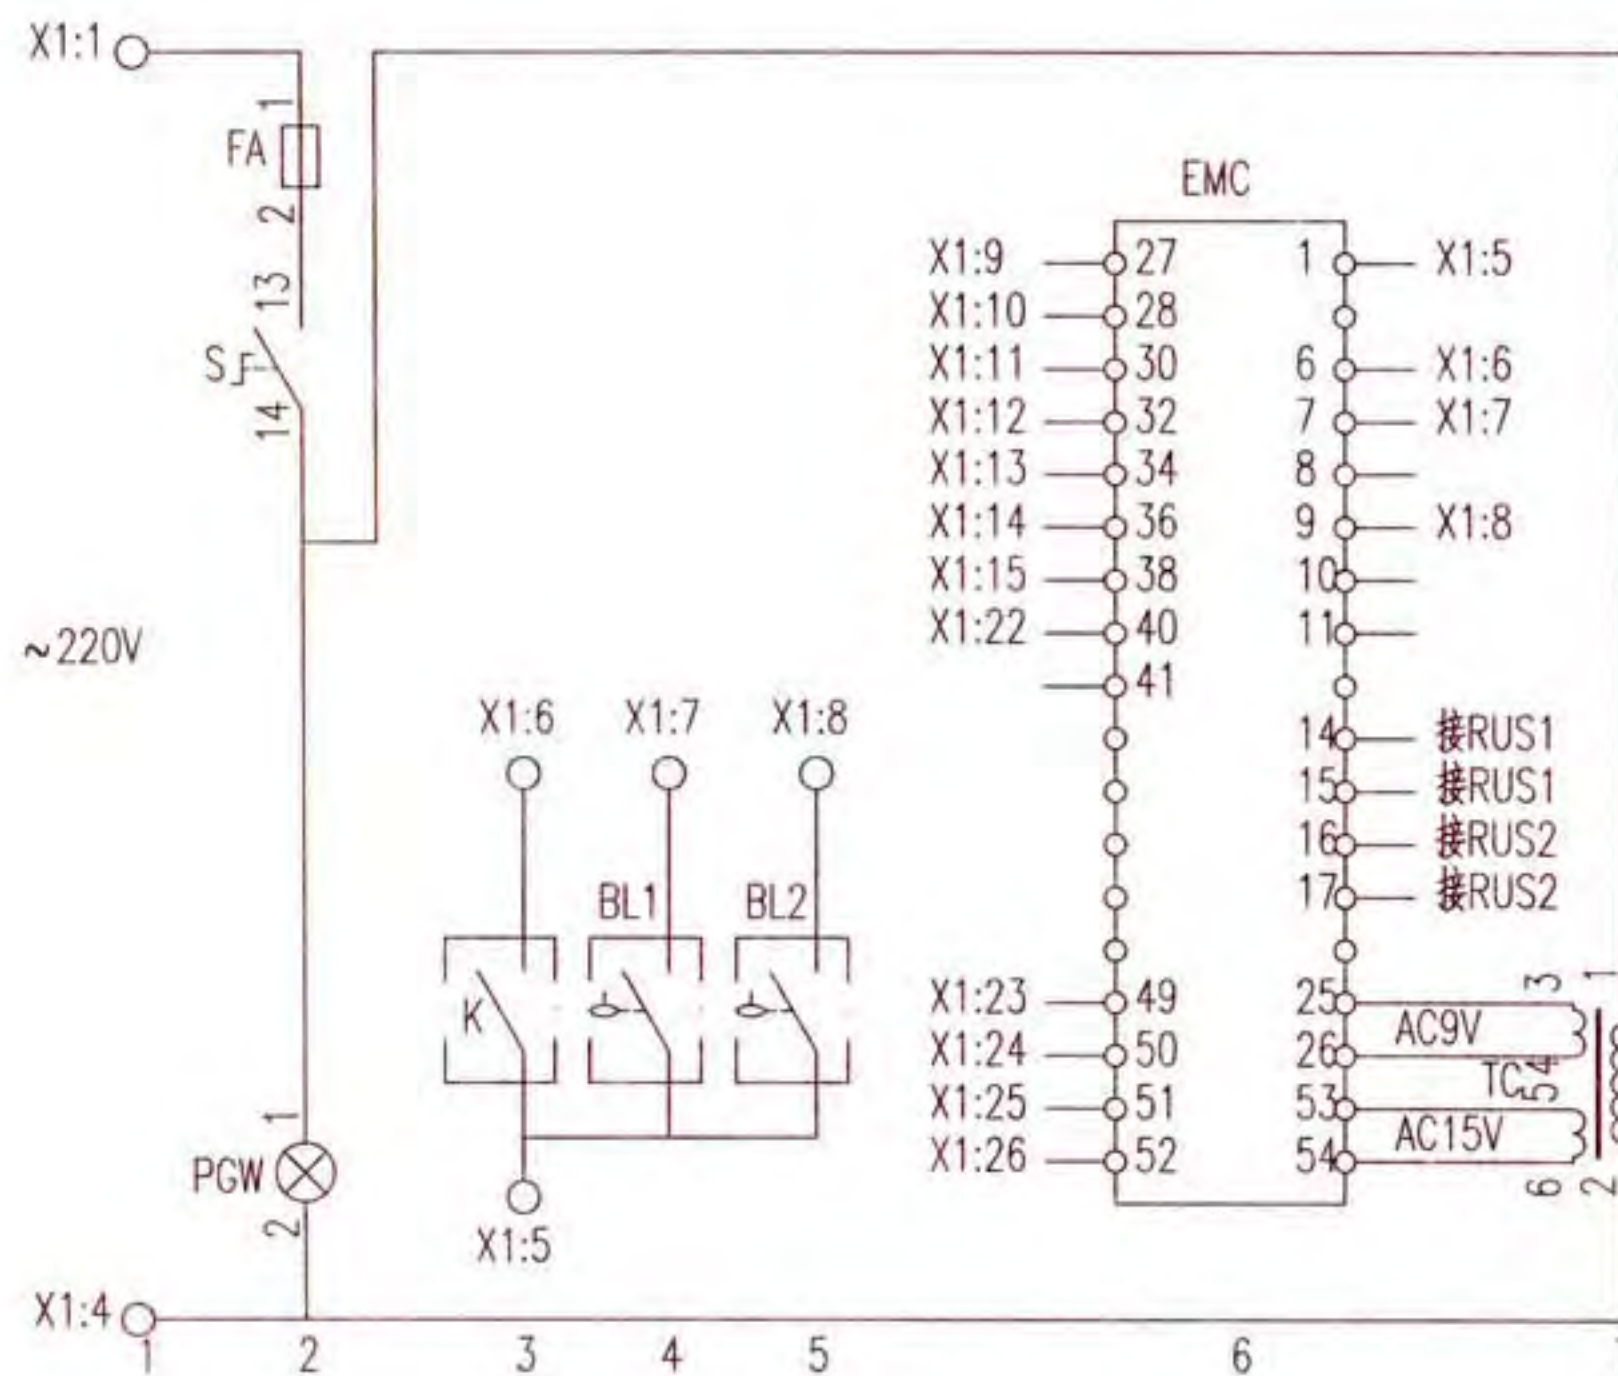 X1:1
1
FA
2
13
S
14
~220V
PGW
1
2
X1:4
X1:6
X1:7
X1:8
BL1
BL2
K
X1:5
EMC
X1:9 27
X1:10 28
X1:11 30
X1:12 32
X1:13 34
X1:14 36
X1:15 38
X1:22 40
41
X1:23 49
X1:24 50
X1:25 51
X1:26 52
1 X1:5
6 X1:6
7 X1:7
8
9 X1:8
10
11
14 接RUS1
15 接RUS1
16 接RUS2
17 接RUS2
25
AC9V
26
TC
53
AC15V
54
3
1
4
5
6
2
1 2 3 4 5 6